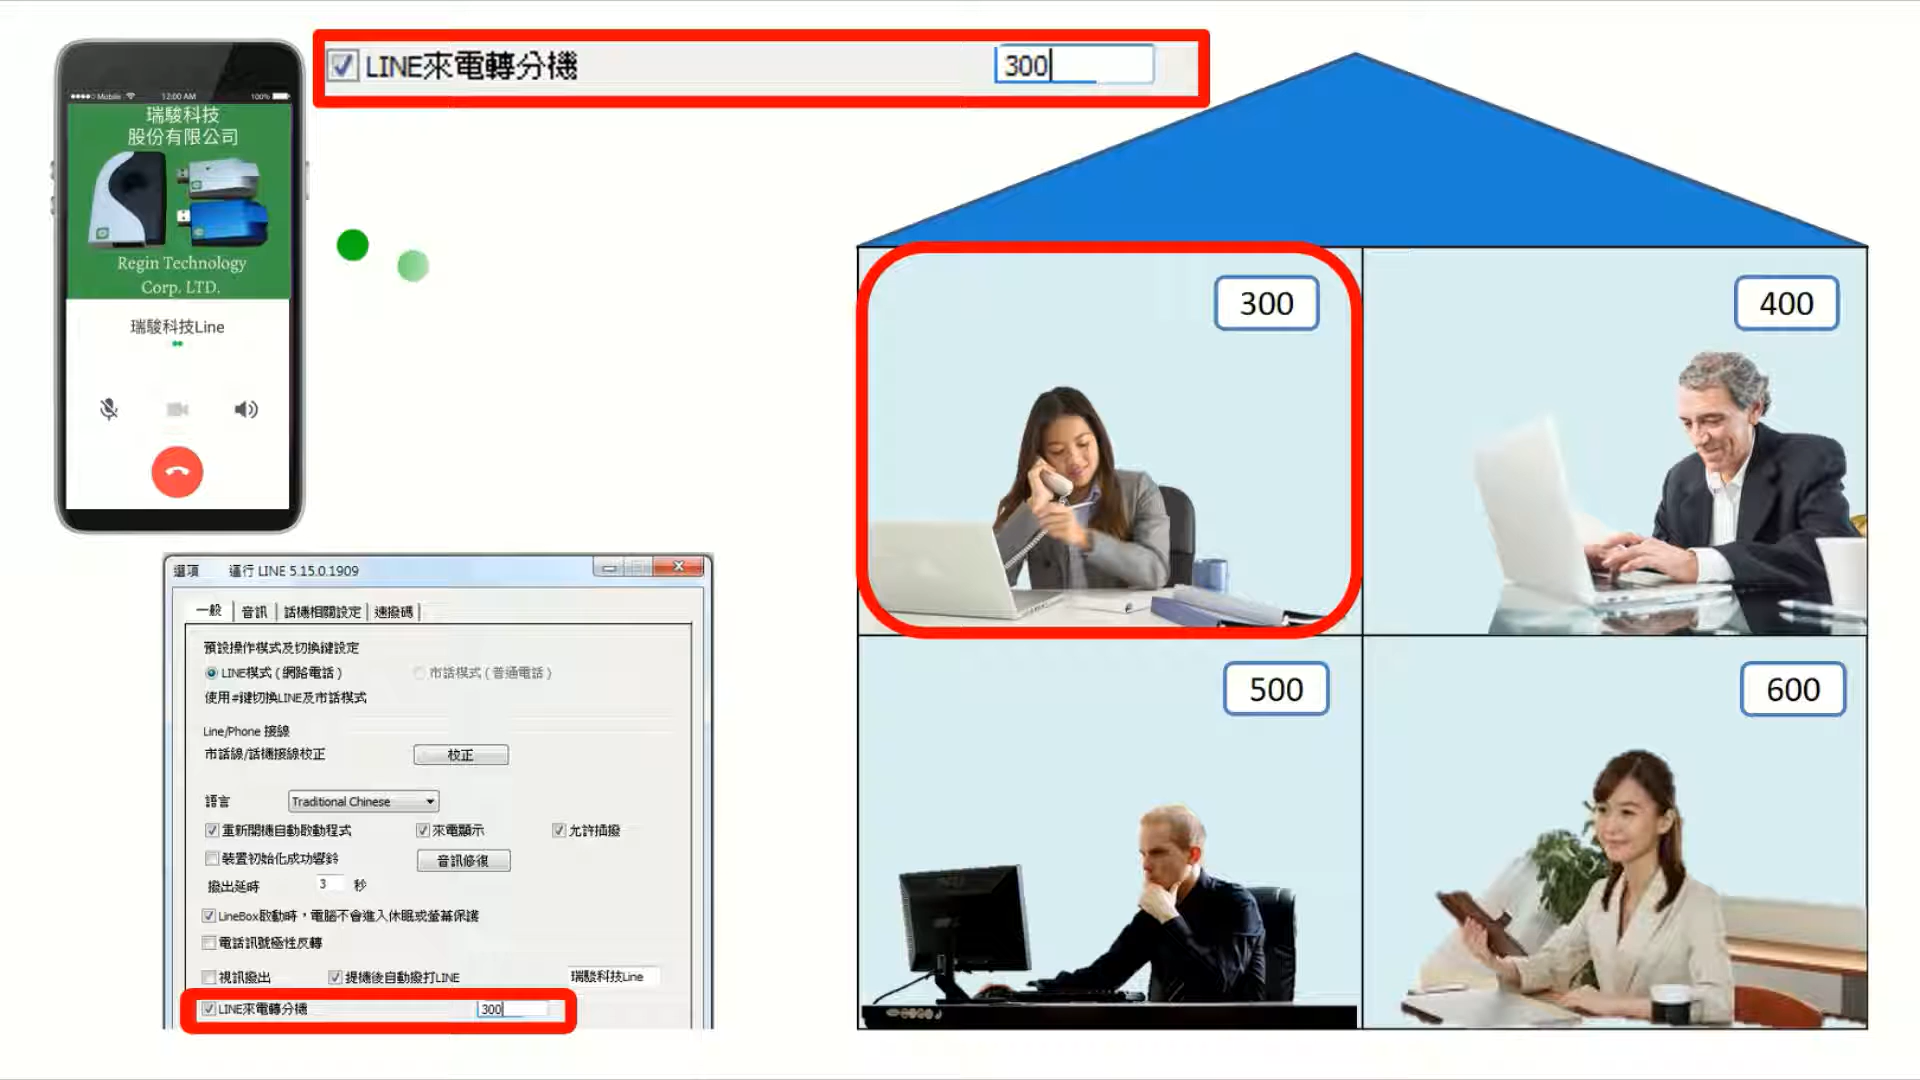 LINE來電轉分機 300
Mobile 12:00 AM 100%
瑞駿科技
股份有限公司
Regin Technology
Corp. LTD.
瑞駿科技Line
300
400
500
600
選項 運行 LINE 5.15.0.1909
一般 音訊 話機相關設定 速撥碼
預設操作模式及切換鍵設定
LINE模式 ( 網路電話 ) 市話模式 ( 普通電話 )
使用#鍵切換LINE及市話模式
Line/Phone 接線
市話線/話機接線校正 校正
語言 Traditional Chinese
重新開機自動啟動程式 來電顯示 允許插撥
裝置初始化成功響鈴 音訊修復
撥出延時 3 秒
LineBox啟動時，電腦不會進入休眠或螢幕保護
電話訊號極性反轉
視訊撥出 提機後自動撥打LINE 瑞駿科技Line
LINE來電轉分機 300